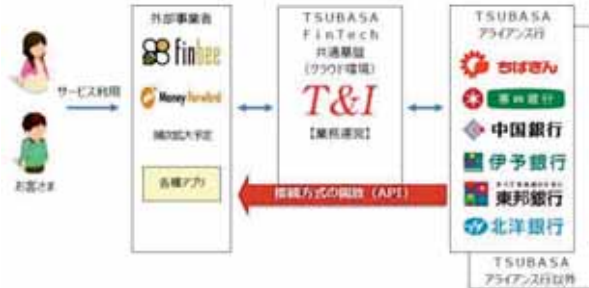 サービス利用
お客さま
外部事業者
finbee
Money Forward
順次拡大予定
各種アプリ
TSUBASA
FinTech
共通基盤
(クラウド環境)
T&I
【業務運営】
接続方式の開放（API）
TSUBASA
アライアンス行
ちばぎん
第四銀行
中国銀行
伊予銀行
東邦銀行
北洋銀行
TSUBASA
アライアンス行以外